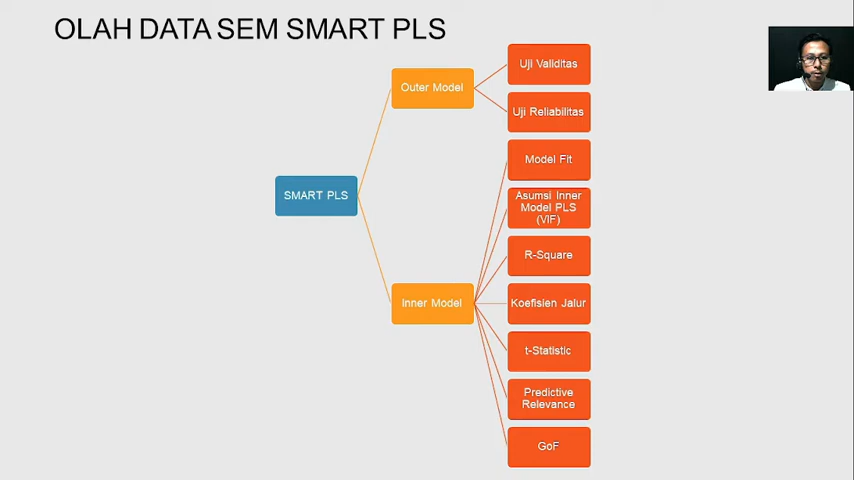 OLAH DATA SEM SMART PLS
Uji Validitas
Outer Model
Uji Reliabilitas
Model Fit
SMART PLS
Asumsi Inner
Model PLS
(VIF)
R-Square
Inner Model
Koefisien Jalur
t-Statistic
Predictive
Relevance
GoF